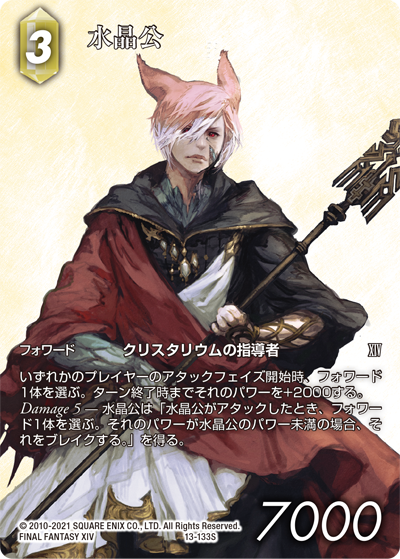 3
水晶公
フォワード クリスタリウムの指導者 XIV
いずれかのプレイヤーのアタックフェイズ開始時、フォワード
1体を選ぶ。ターン終了時までそれのパワーを+2000する。
Damage 5 ― 水晶公は「水晶公がアタックしたとき、フォワー
ド1体を選ぶ。それのパワーが水晶公のパワー未満の場合、そ
れをブレイクする。」を得る。
© 2010-2021 SQUARE ENIX CO., LTD. All Rights Reserved.
FINAL FANTASY XIV 13-133S
7000